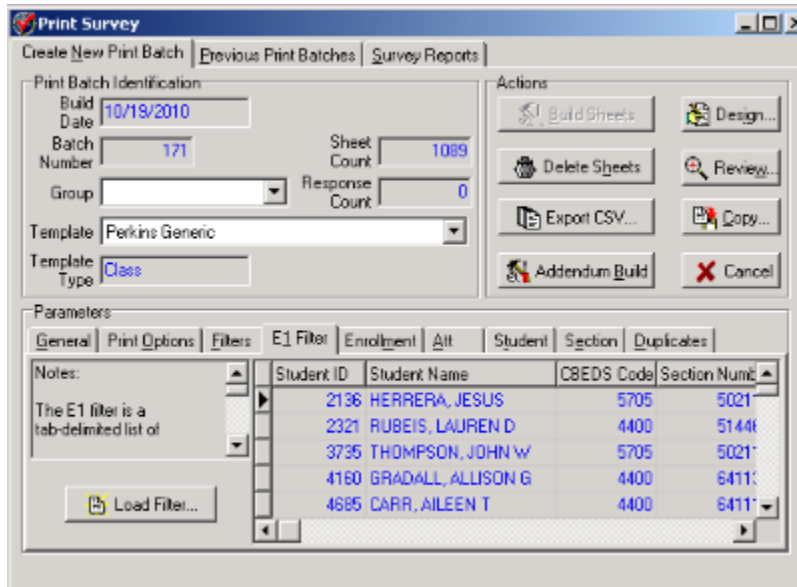 Print Survey
Create New Print Batch Previous Print Batches Survey Reports
Print Batch Identification
Build Date 10/19/2010
Batch Number 171 Sheet Count 1089
Group Response Count 0
Template Perkins Generic
Template Type Class
Actions
Build Sheets Design...
Delete Sheets Review...
Export CSV... Copy...
Addendum Build Cancel
Parameters
General Print Options Filters E1 Filter Enrollment Att Student Section Duplicates
Notes:
The E1 filter is a
tab-delimited list of
Load Filter...
Student ID Student Name CBEDS Code Section
2136 HERRERA, JESUS 5705
2321 RUBEIS, LAUREN D 4400
3735 THOMPSON, JOHN W 5705
4160 GRADALL, ALLISON G 4400
4685 CARR, AILEEN T 4400